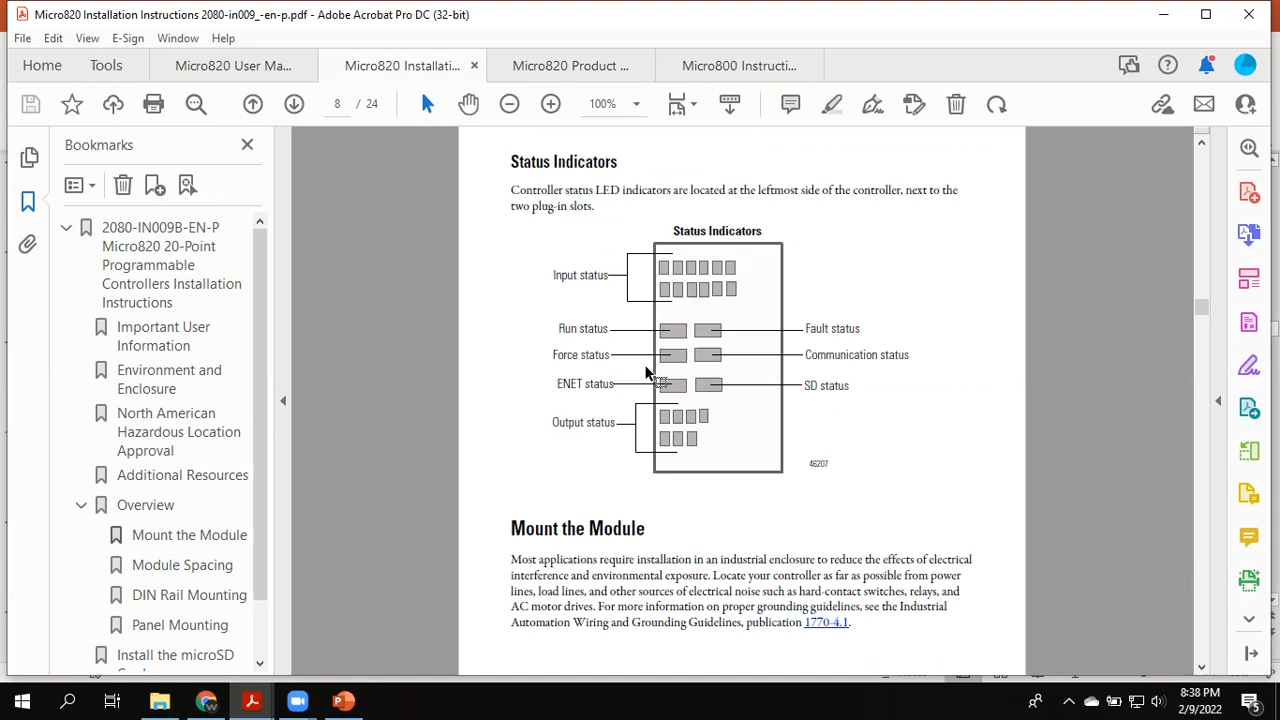 Micro820 Installation Instructions 2080-in009_-en-p.pdf - Adobe Acrobat Pro DC (32-bit)
File Edit View E-Sign Window Help
Home Tools Micro820 User Ma... Micro820 Installati... × Micro820 Product ... Micro800 Instructi...
8 / 24 100%
Bookmarks
2080-IN009B-EN-P
Micro820 20-Point
Programmable
Controllers Installation
Instructions
Important User
Information
Environment and
Enclosure
North American
Hazardous Location
Approval
Additional Resources
Overview
Mount the Module
Module Spacing
DIN Rail Mounting
Panel Mounting
Install the microSD
Status Indicators
Controller status LED indicators are located at the leftmost side of the controller, next to the
two plug-in slots.
Status Indicators
Input status
Run status
Fault status
Force status
Communication status
ENET status
SD status
Output status
46207
Mount the Module
Most applications require installation in an industrial enclosure to reduce the effects of electrical
interference and environmental exposure. Locate your controller as far as possible from power
lines, load lines, and other sources of electrical noise such as hard-contact switches, relays, and
AC motor drives. For more information on proper grounding guidelines, see the Industrial
Automation Wiring and Grounding Guidelines, publication 1770-4.1.
8:38 PM
2/9/2022
5